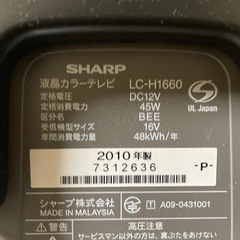 SHARP
液晶カラーテレビ LC-H1660
定格電圧 DC12V
定格消費電力 45W
区分名 BEE
受信機型サイズ 16V
年間消費電力量 48kWh/年
UL Japan
2010年製
7312636 -P-
シャープ株式会社
MADE IN MALAYSIA
A09-0431001
高圧注意
サービスマン以外の方は、裏ぶたをあけない